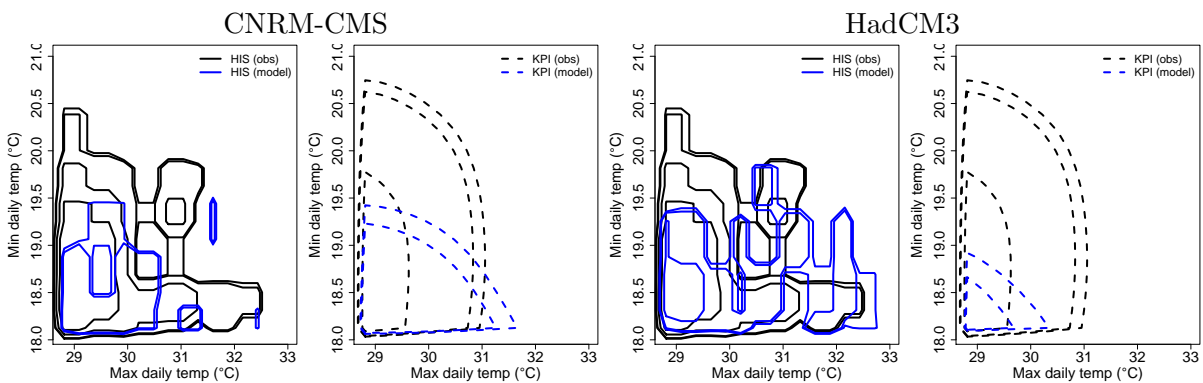 CNRM-CMS
HadCM3
HIS (obs)
HIS (model)
Min daily temp (°C)
18.0 18.5 19.0 19.5 20.0 20.5 21.0
29 30 31 32 33
Max daily temp (°C)
KPI (obs)
KPI (model)
Min daily temp (°C)
18.0 18.5 19.0 19.5 20.0 20.5 21.0
29 30 31 32 33
Max daily temp (°C)
HIS (obs)
HIS (model)
Min daily temp (°C)
18.0 18.5 19.0 19.5 20.0 20.5 21.0
29 30 31 32 33
Max daily temp (°C)
KPI (obs)
KPI (model)
Min daily temp (°C)
18.0 18.5 19.0 19.5 20.0 20.5 21.0
29 30 31 32 33
Max daily temp (°C)